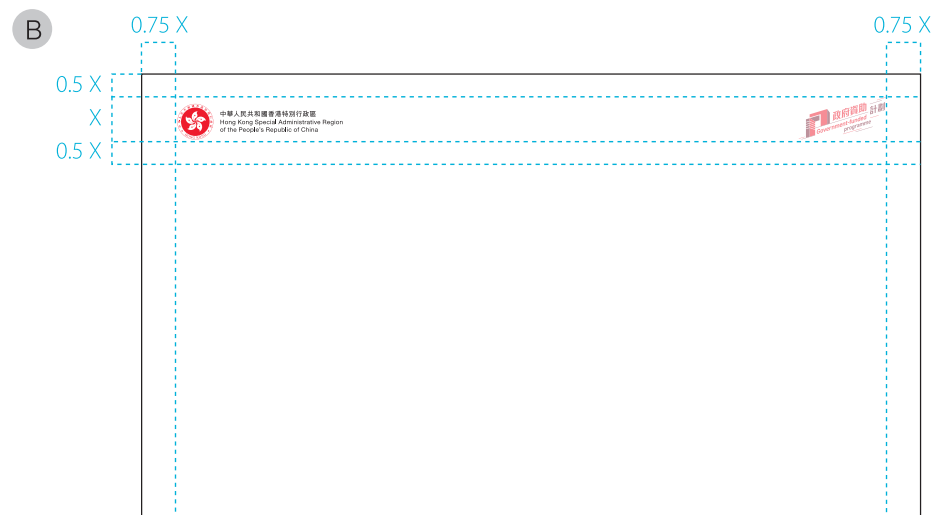 B
0.75 X
0.75 X
0.5 X
X
0.5 X
中華人民共和國香港特別行政區
Hong Kong Special Administrative Region
of the People's Republic of China
政府資助計劃
Government-funded
programme